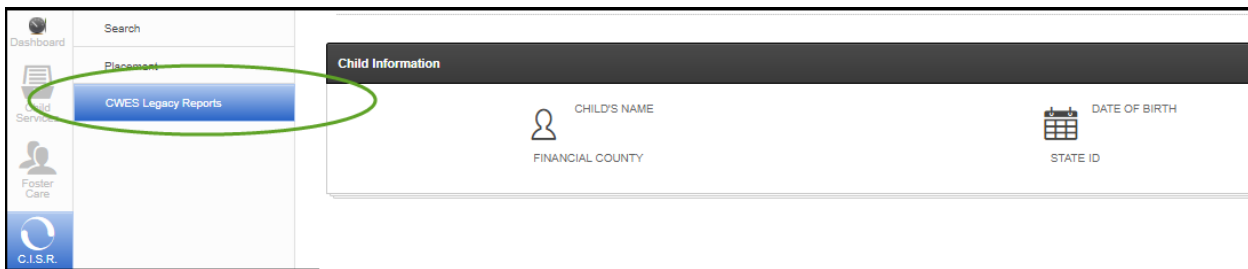 Dashboard
Child
Services
Foster
Care
C.I.S.R.
Search
Placement
CWES Legacy Reports
Child Information
CHILD'S NAME
DATE OF BIRTH
FINANCIAL COUNTY
STATE ID